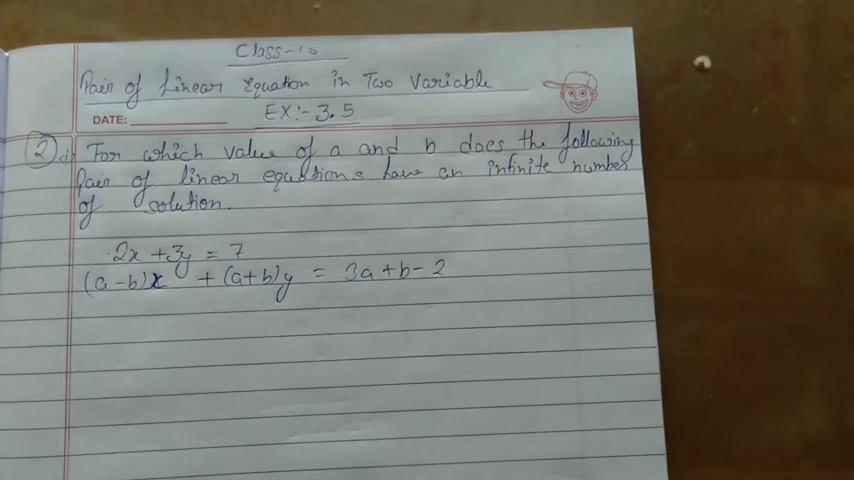 Class-10
Pair of Linear Equation in Two Variable
DATE:
EX:- 3.5
2 i) For which value of a and b does the following
Pair of linear equations have an infinite number
of solution.
2x + 3y = 7
(a-b)x + (a+b)y = 3a+b-2